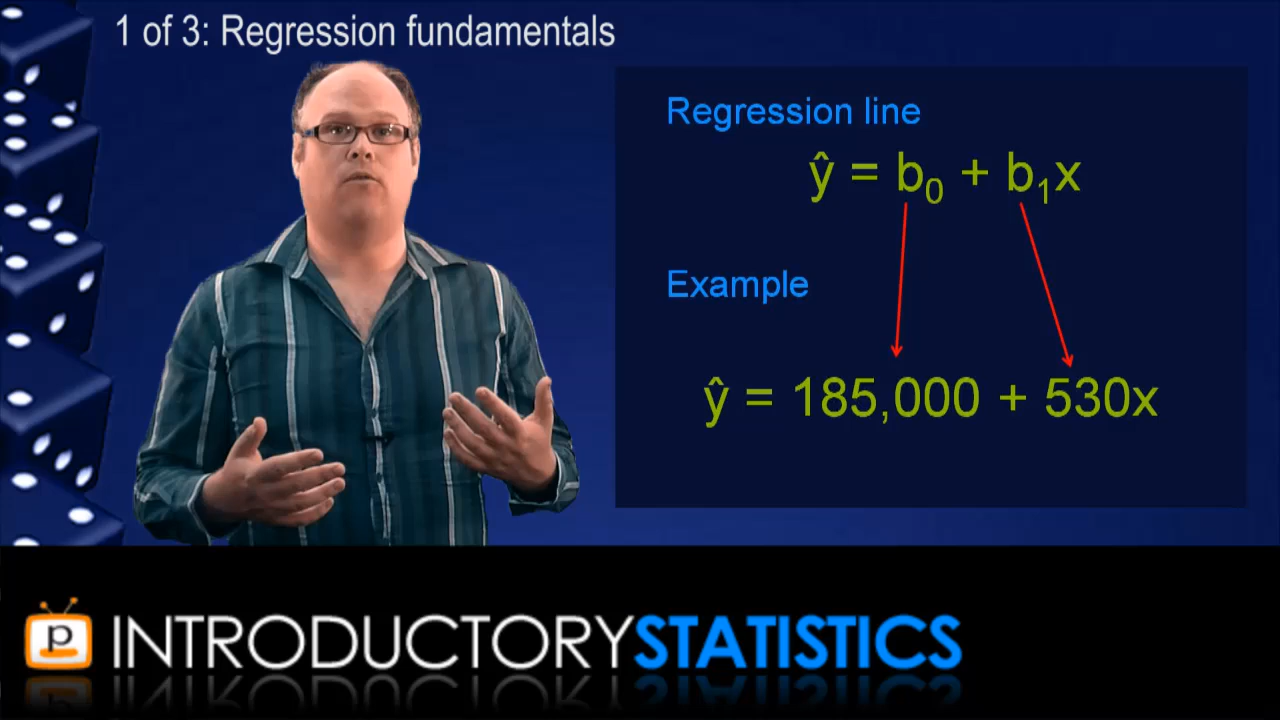 1 of 3: Regression fundamentals
Regression line
ŷ = b₀ + b₁x
Example
ŷ = 185,000 + 530x
p
INTRODUCTORYSTATISTICS